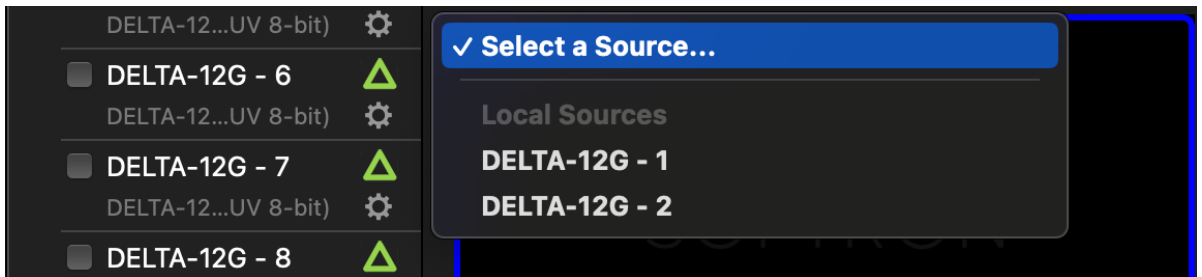 DELTA-12...UV 8-bit)
DELTA-12G - 6
DELTA-12...UV 8-bit)
DELTA-12G - 7
DELTA-12...UV 8-bit)
DELTA-12G - 8
✓ Select a Source...
Local Sources
DELTA-12G - 1
DELTA-12G - 2